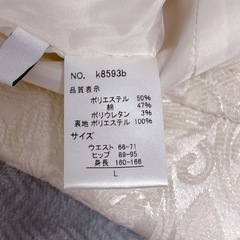 NO. k8593b
品質表示
ポリエステル 50%
綿 47%
ポリウレタン 3%
裏地 ポリエステル 100%
サイズ
ウエスト 66-71
ヒップ 89-95
身長 160-166
L